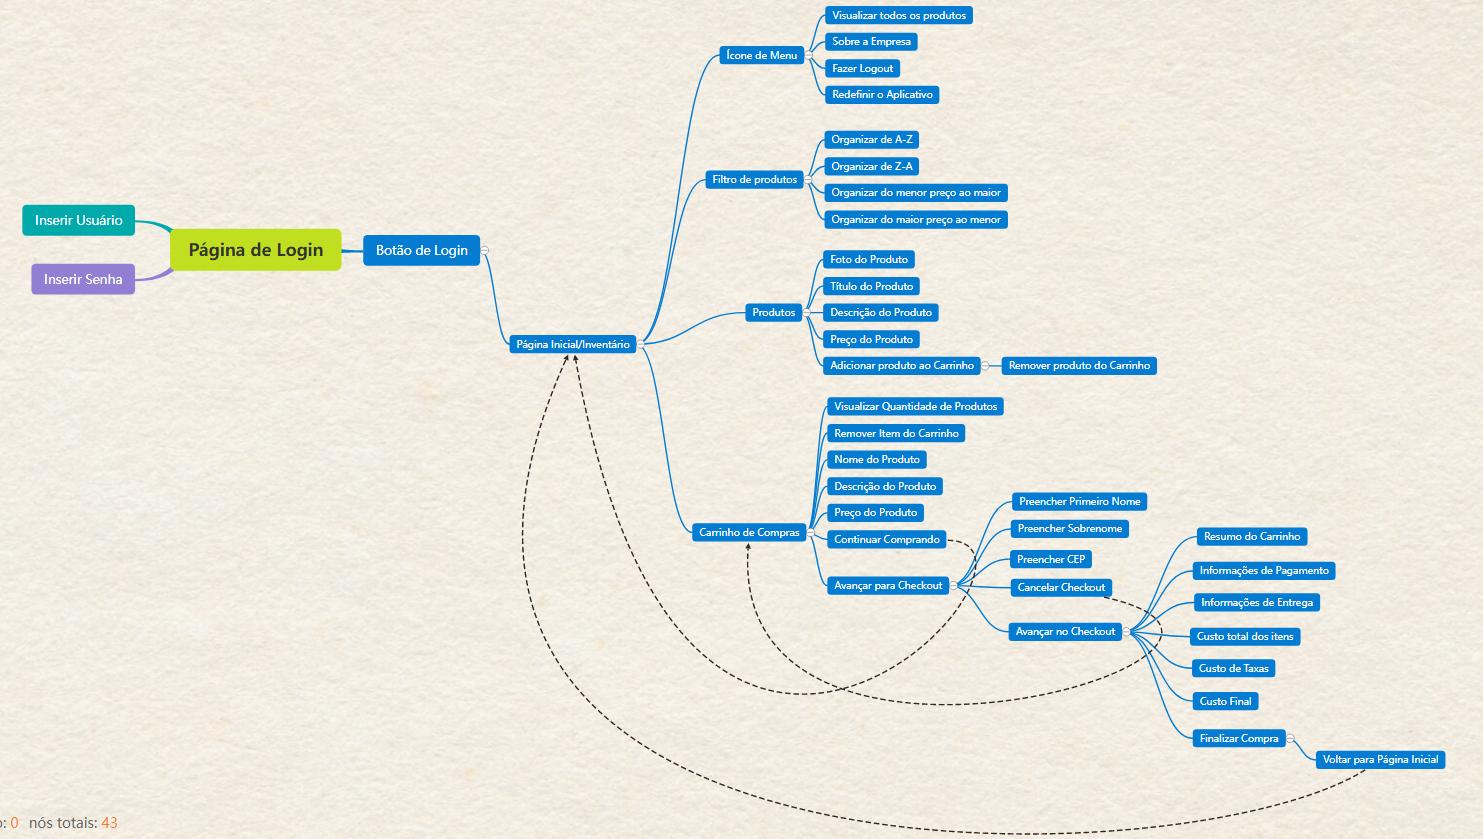 Inserir Usuário
Inserir Senha
Página de Login
Botão de Login
Página Inicial/Inventário
Ícone de Menu
Visualizar todos os produtos
Sobre a Empresa
Fazer Logout
Redefinir o Aplicativo
Filtro de produtos
Organizar de A-Z
Organizar de Z-A
Organizar do menor preço ao maior
Organizar do maior preço ao menor
Produtos
Foto do Produto
Título do Produto
Descrição do Produto
Preço do Produto
Adicionar produto ao Carrinho
Remover produto do Carrinho
Carrinho de Compras
Visualizar Quantidade de Produtos
Remover Item do Carrinho
Nome do Produto
Descrição do Produto
Preço do Produto
Continuar Comprando
Avançar para Checkout
Preencher Primeiro Nome
Preencher Sobrenome
Preencher CEP
Cancelar Checkout
Avançar no Checkout
Resumo do Carrinho
Informações de Pagamento
Informações de Entrega
Custo total dos itens
Custo de Taxas
Custo Final
Finalizar Compra
Voltar para Página Inicial
o: 0 nós totais: 43